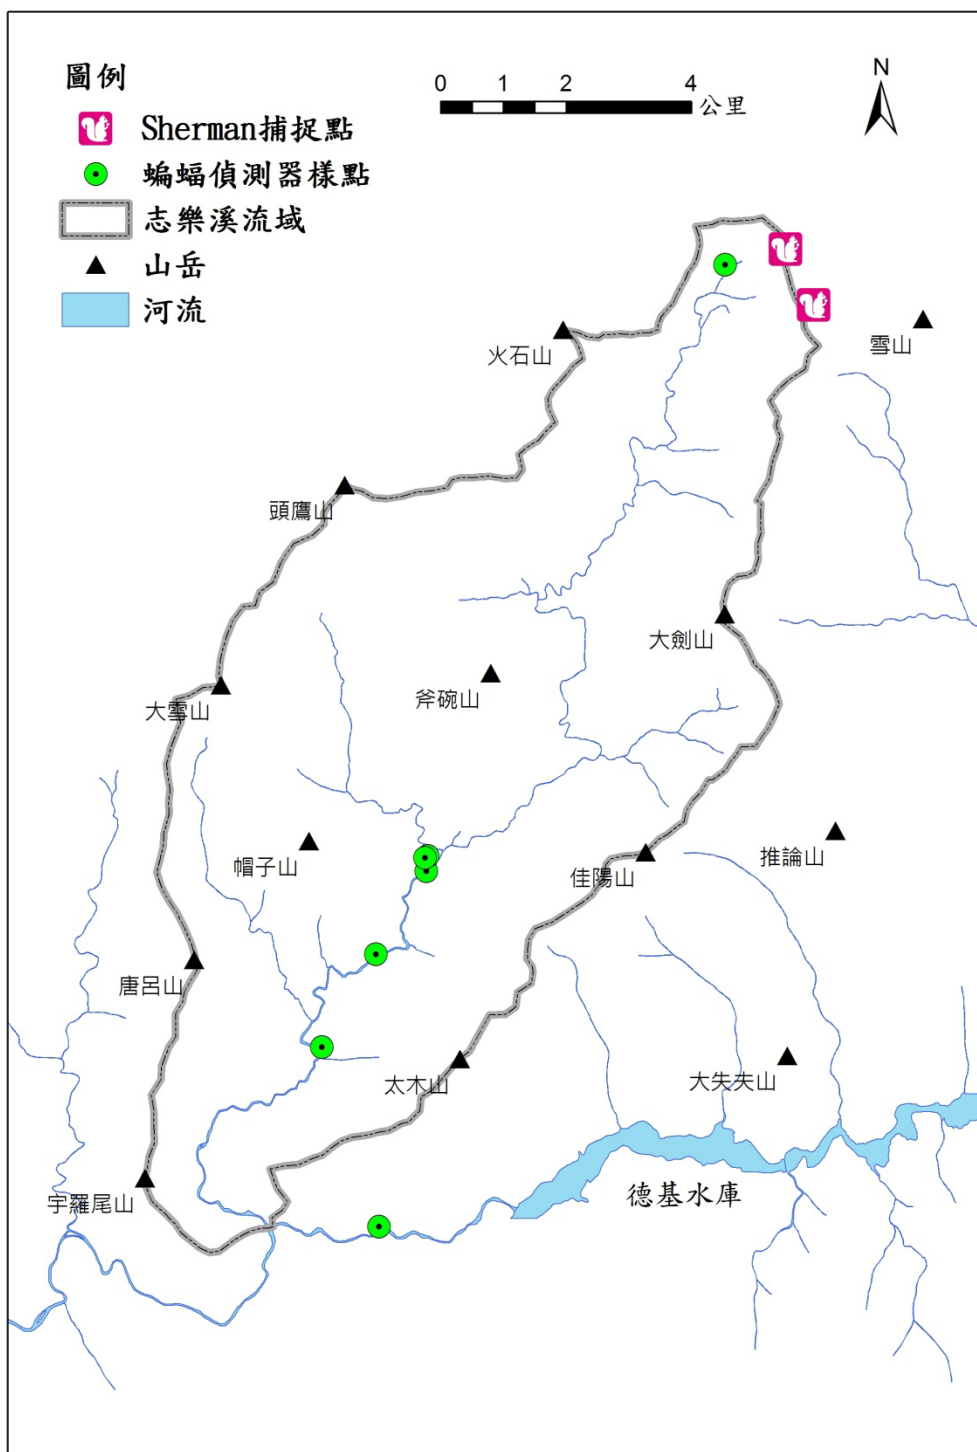 圖例
Sherman捕捉點
蝙蝠偵測器樣點
志樂溪流域
山岳
河流
0 1 2 4
公里
N
火石山
雪山
頭鷹山
大劍山
斧碗山
大雪山
帽子山
佳陽山
推論山
唐呂山
太木山
大失夫山
宇羅尾山
德基水庫